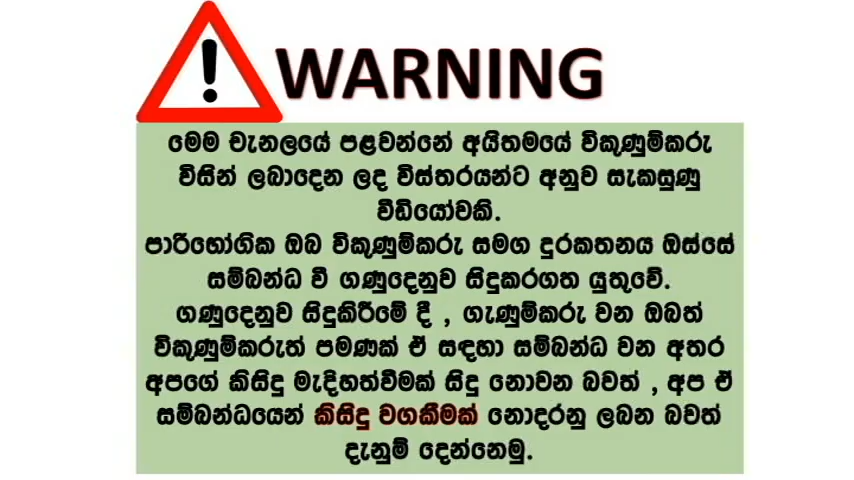 WARNING
මෙම චැනලයේ පළවන්නේ අයිතමයේ විකුණුම්කරු
විසින් ලබාදෙන ලද විස්තරයන්ට අනුව සැකසුණු
වීඩියෝවකි.
පාරිභෝගික ඔබ විකුණුම්කරු සමග දුරකතනය ඔස්සේ
සම්බන්ධ වී ගණුදෙනුව සිදුකරගත යුතුවේ.
ගණුදෙනුව සිදුකිරීමේ දී , ගැණුම්කරු වන ඔබත්
විකුණුම්කරුත් පමණක් ඒ සඳහා සම්බන්ධ වන අතර
අපගේ කිසිදු මැදිහත්වීමක් සිදු නොවන බවත් , අප ඒ
සම්බන්ධයෙන් කිසිදු වගකීමක් නොදරනු ලබන බවත්
දැනුම් දෙන්නෙමු.